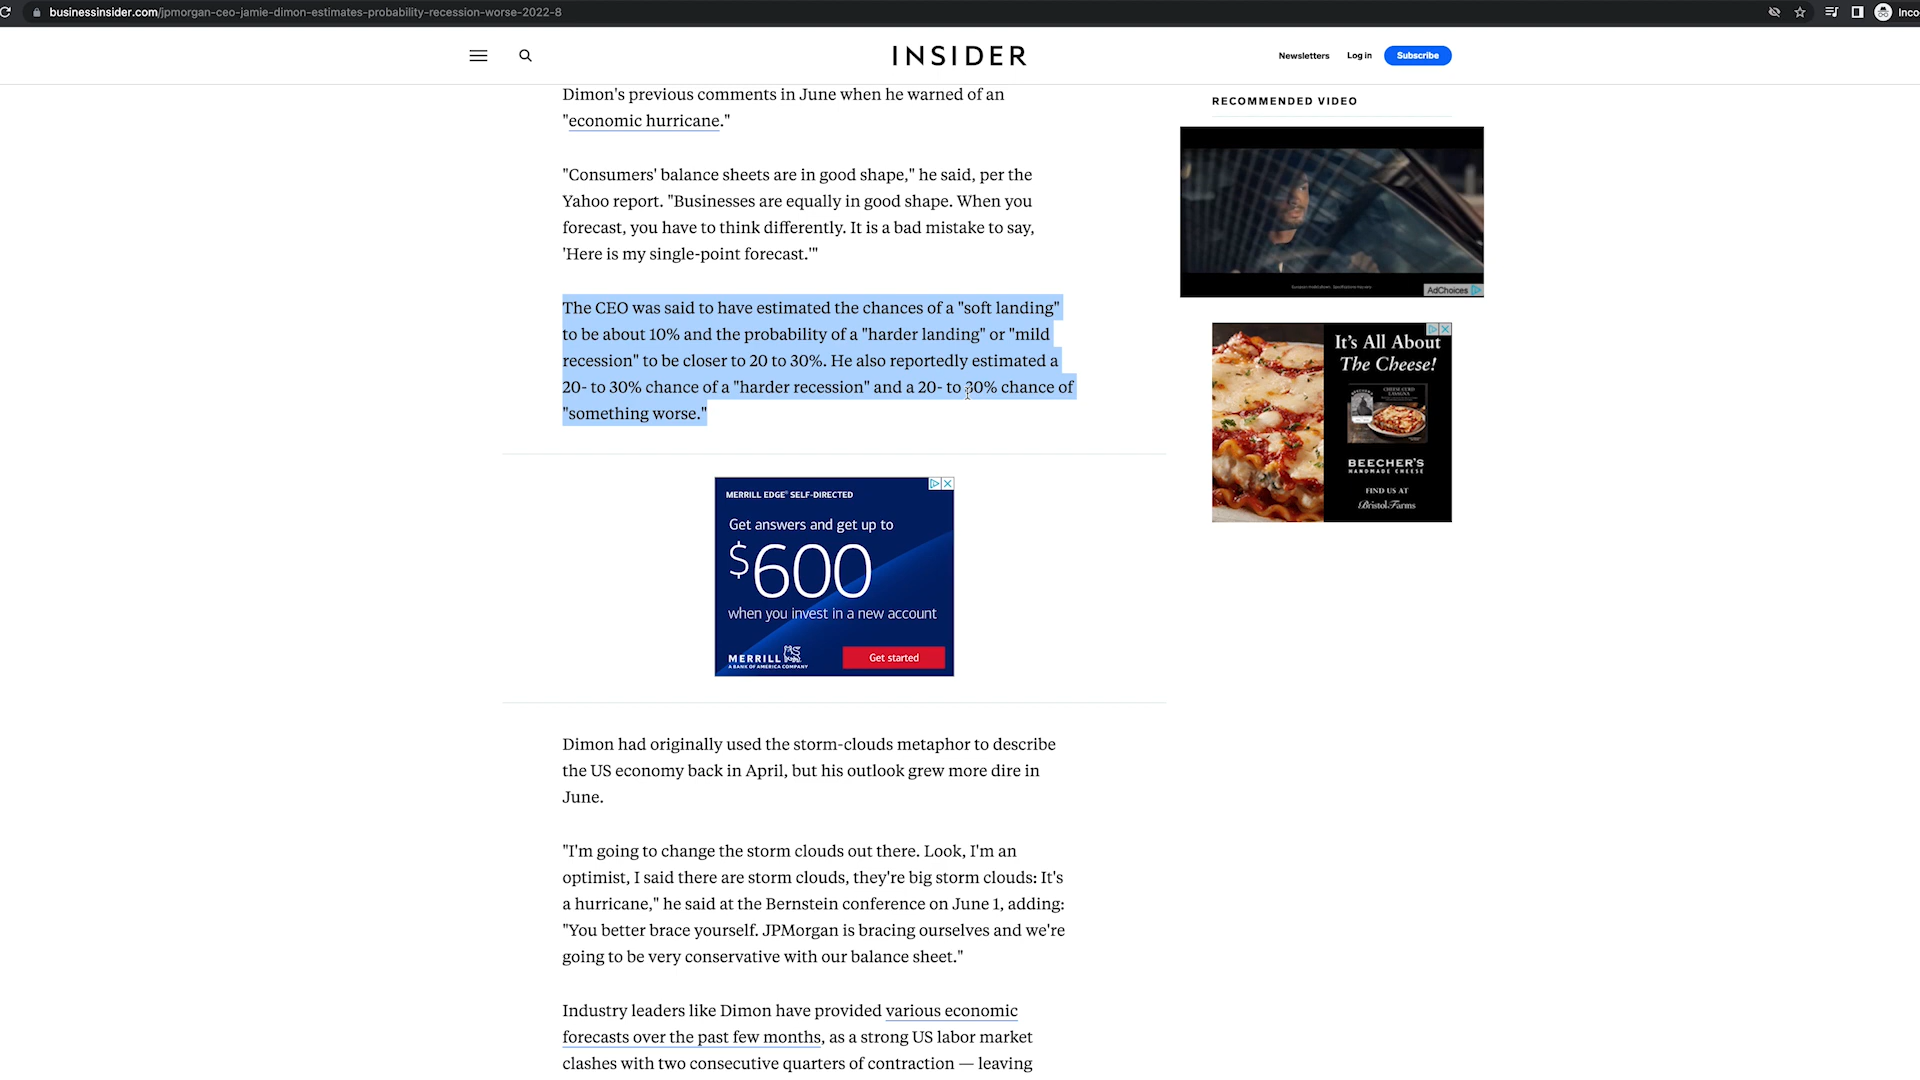 businessinsider.com/jpmorgan-ceo-jamie-dimon-estimates-probability-recession-worse-2022-8
Inco
INSIDER
Newsletters
Log in
Subscribe
Dimon's previous comments in June when he warned of an
"economic hurricane."
"Consumers' balance sheets are in good shape," he said, per the
Yahoo report. "Businesses are equally in good shape. When you
forecast, you have to think differently. It is a bad mistake to say,
'Here is my single-point forecast.'"
The CEO was said to have estimated the chances of a "soft landing"
to be about 10% and the probability of a "harder landing" or "mild
recession" to be closer to 20 to 30%. He also reportedly estimated a
20- to 30% chance of a "harder recession" and a 20- to 30% chance of
"something worse."
MERRILL EDGE® SELF-DIRECTED
Get answers and get up to
$600
when you invest in a new account
MERRILL
A BANK OF AMERICA COMPANY
Get started
Dimon had originally used the storm-clouds metaphor to describe
the US economy back in April, but his outlook grew more dire in
June.
"I'm going to change the storm clouds out there. Look, I'm an
optimist, I said there are storm clouds, they're big storm clouds: It's
a hurricane," he said at the Bernstein conference on June 1, adding:
"You better brace yourself. JPMorgan is bracing ourselves and we're
going to be very conservative with our balance sheet."
Industry leaders like Dimon have provided various economic
forecasts over the past few months, as a strong US labor market
clashes with two consecutive quarters of contraction — leaving
RECOMMENDED VIDEO
AdChoices
It's All About
The Cheese!
BEECHER'S
HANDMADE CHEESE
FIND US AT
Bristol Farms